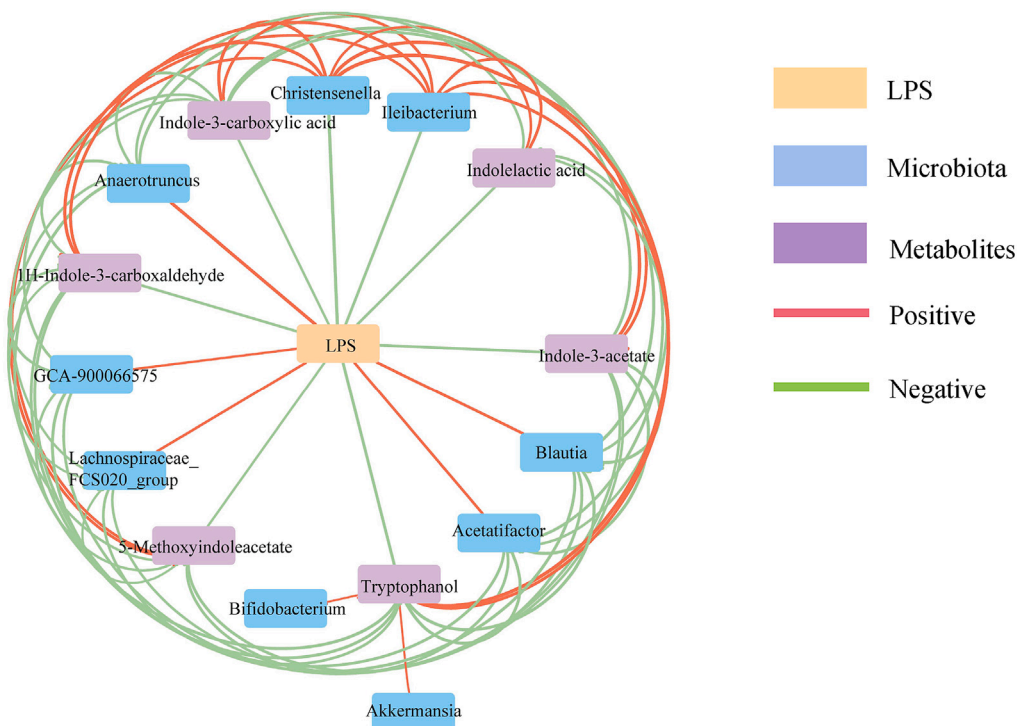 Christensenella
Ileibacterium
Indole-3-carboxylic acid
Indolelactic acid
Anaerotruncus
1H-Indole-3-carboxaldehyde
LPS
Indole-3-acetate
GCA-900066575
Blautia
Lachnospiraceae_
FCS020_group
Acetatifactor
5-Methoxyindoleacetate
Tryptophanol
Bifidobacterium
Akkermansia
LPS
Microbiota
Metabolites
Positive
Negative